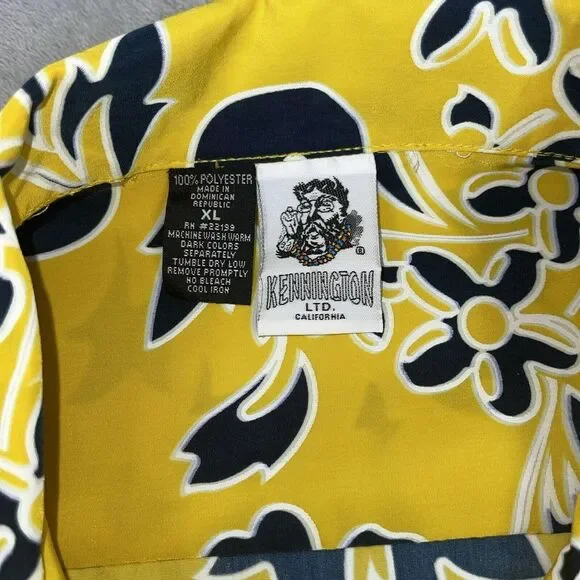 100% POLYESTER
MADE IN
DOMINICAN
REPUBLIC
XL
RN #22199
MACHINE WASH WARM
DARK COLORS
SEPARATELY
TUMBLE DRY LOW
REMOVE PROMPTLY
NO BLEACH
COOL IRON
®
KENNINGTON
LTD.
CALIFORNIA